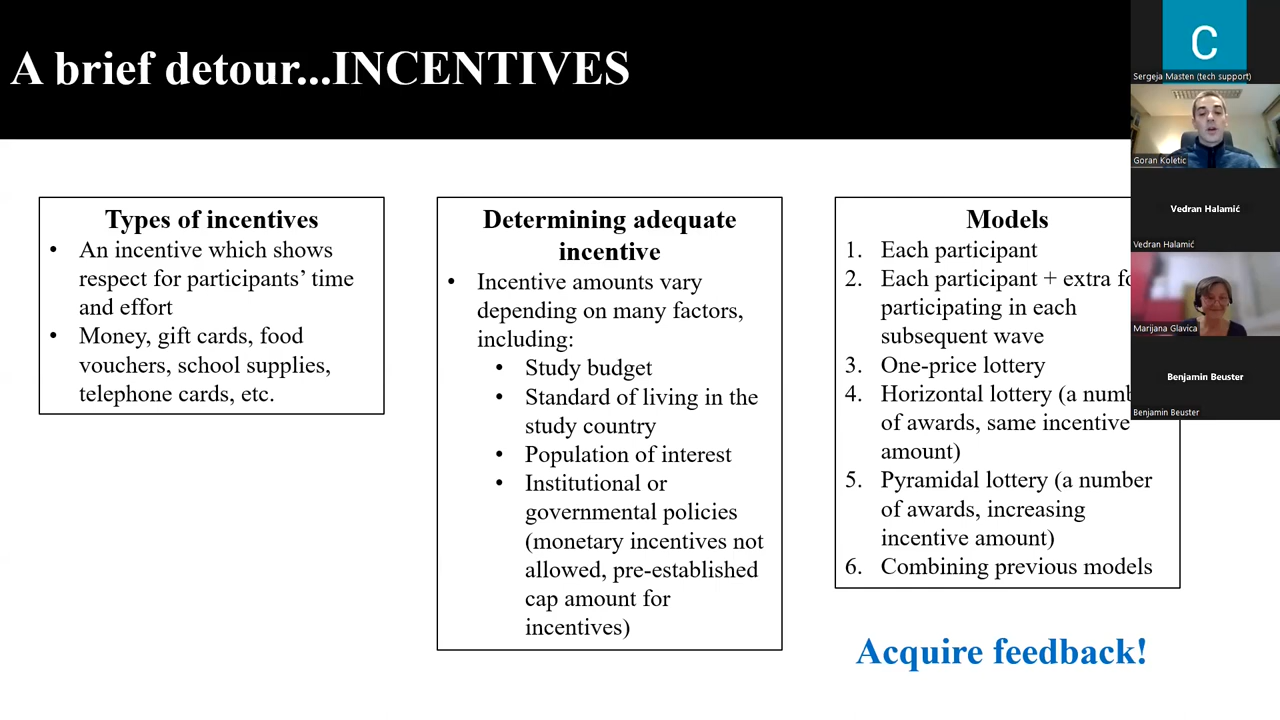 A brief detour...INCENTIVES
Types of incentives
• An incentive which shows
respect for participants' time
and effort
• Money, gift cards, food
vouchers, school supplies,
telephone cards, etc.
Determining adequate
incentive
• Incentive amounts vary
depending on many factors,
including:
• Study budget
• Standard of living in the
study country
• Population of interest
• Institutional or
governmental policies
(monetary incentives not
allowed, pre-established
cap amount for
incentives)
Models
1. Each participant
2. Each participant + extra fo
participating in each
subsequent wave
3. One-price lottery
4. Horizontal lottery (a numb
of awards, same incentive
amount)
5. Pyramidal lottery (a number
of awards, increasing
incentive amount)
6. Combining previous models
Acquire feedback!
C
Sergeja Masten (tech support)
Goran Koletic
Vedran Halamić
Vedran Halamić
Marijana Glavica
Benjamin Beuster
Benjamin Beuster